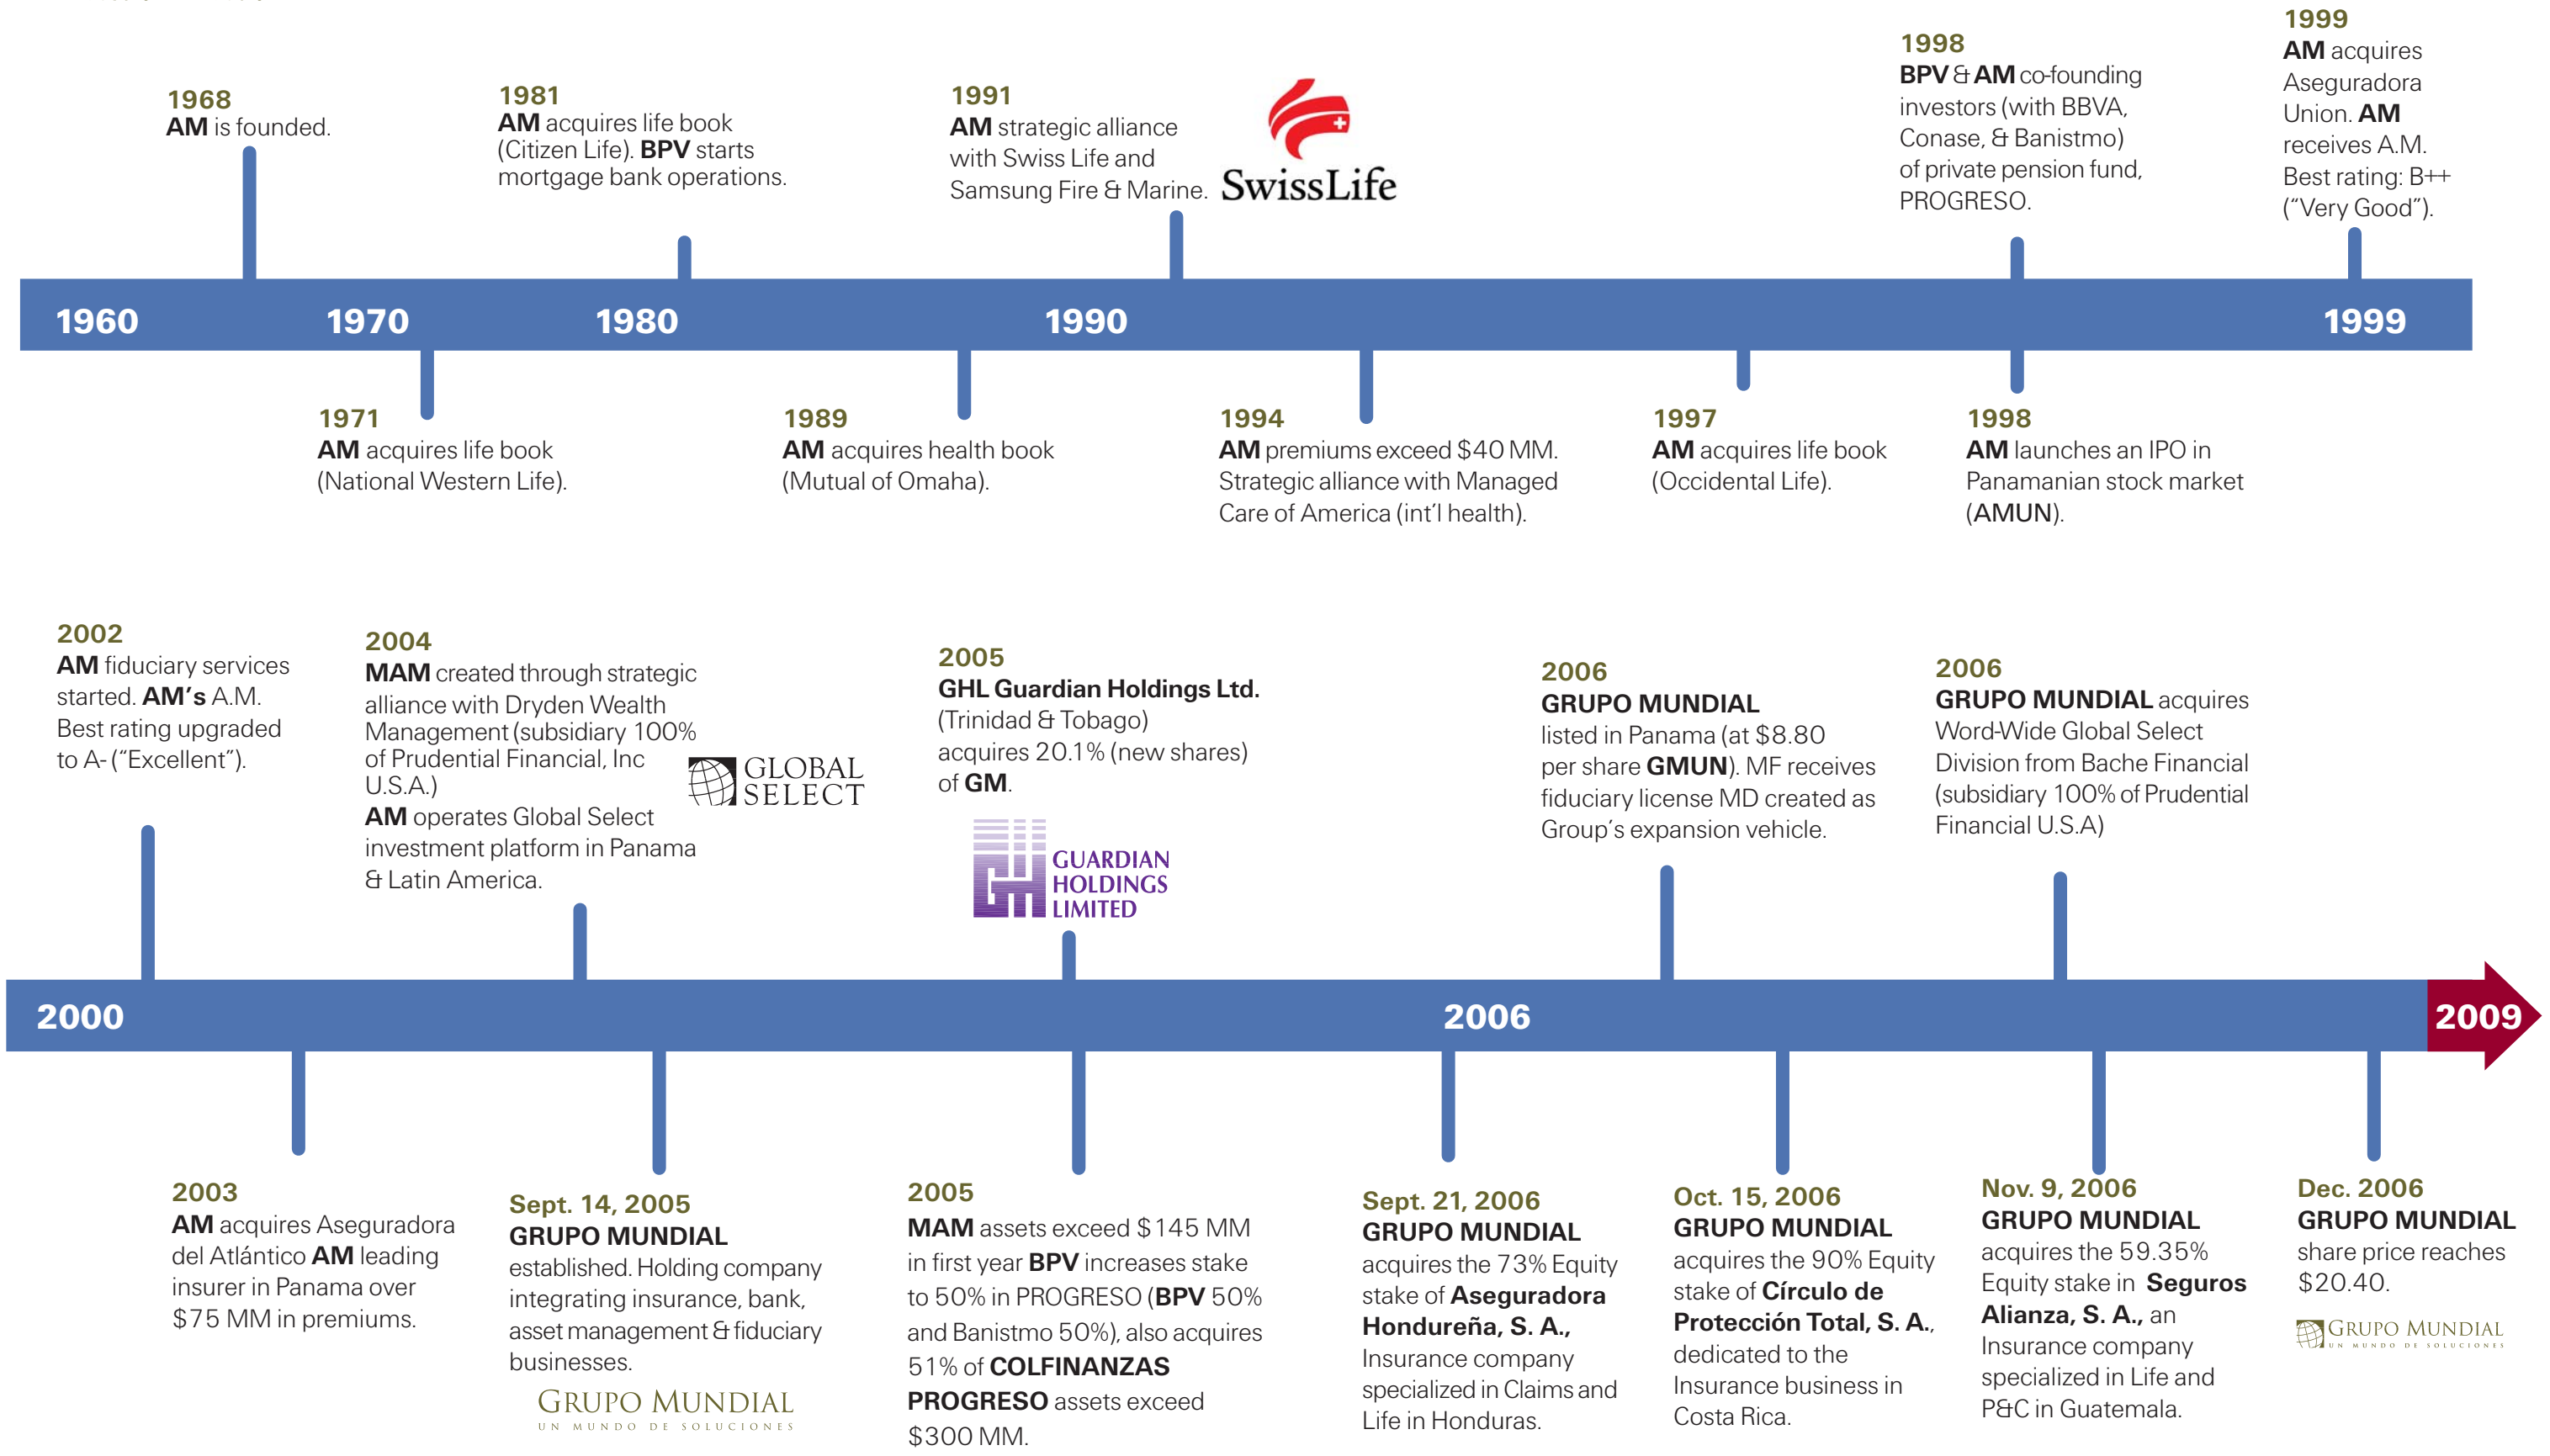 1968
AM is founded.
1981
AM acquires life book
(Citizen Life). BPV starts
mortgage bank operations.
1991
AM strategic alliance
with Swiss Life and
Samsung Fire & Marine.
SwissLife
1998
BPV & AM co-founding
investors (with BBVA,
Conase, & Banistmo)
of private pension fund,
PROGRESO.
1999
AM acquires
Aseguradora
Union. AM
receives A.M.
Best rating: B++
(“Very Good”).
1960
1970
1980
1990
1999
1971
AM acquires life book
(National Western Life).
1989
AM acquires health book
(Mutual of Omaha).
1994
AM premiums exceed $40 MM.
Strategic alliance with Managed
Care of America (int’l health).
1997
AM acquires life book
(Occidental Life).
1998
AM launches an IPO in
Panamanian stock market
(AMUN).
2002
AM fiduciary services
started. AM’s A.M.
Best rating upgraded
to A- (“Excellent”).
2004
MAM created through strategic
alliance with Dryden Wealth
Management (subsidiary 100%
of Prudential Financial, Inc
U.S.A.)
AM operates Global Select
investment platform in Panama
& Latin America.
GLOBAL
SELECT
2005
GHL Guardian Holdings Ltd.
(Trinidad & Tobago)
acquires 20.1% (new shares)
of GM.
GUARDIAN
HOLDINGS
LIMITED
2006
GRUPO MUNDIAL
listed in Panama (at $8.80
per share GMUN). MF receives
fiduciary license MD created as
Group’s expansion vehicle.
2006
GRUPO MUNDIAL acquires
Word-Wide Global Select
Division from Bache Financial
(subsidiary 100% of Prudential
Financial U.S.A)
2000
2006
2009
2003
AM acquires Aseguradora
del Atlántico AM leading
insurer in Panama over
$75 MM in premiums.
Sept. 14, 2005
GRUPO MUNDIAL
established. Holding company
integrating insurance, bank,
asset management & fiduciary
businesses.
GRUPO MUNDIAL
UN MUNDO DE SOLUCIONES
2005
MAM assets exceed $145 MM
in first year BPV increases stake
to 50% in PROGRESO (BPV 50%
and Banistmo 50%), also acquires
51% of COLFINANZAS
PROGRESO assets exceed
$300 MM.
Sept. 21, 2006
GRUPO MUNDIAL
acquires the 73% Equity
stake of Aseguradora
Hondureña, S. A.,
Insurance company
specialized in Claims and
Life in Honduras.
Oct. 15, 2006
GRUPO MUNDIAL
acquires the 90% Equity
stake of Círculo de
Protección Total, S. A.,
dedicated to the
Insurance business in
Costa Rica.
Nov. 9, 2006
GRUPO MUNDIAL
acquires the 59.35%
Equity stake in Seguros
Alianza, S. A., an
Insurance company
specialized in Life and
P&C in Guatemala.
Dec. 2006
GRUPO MUNDIAL
share price reaches
$20.40.
GRUPO MUNDIAL
UN MUNDO DE SOLUCIONES